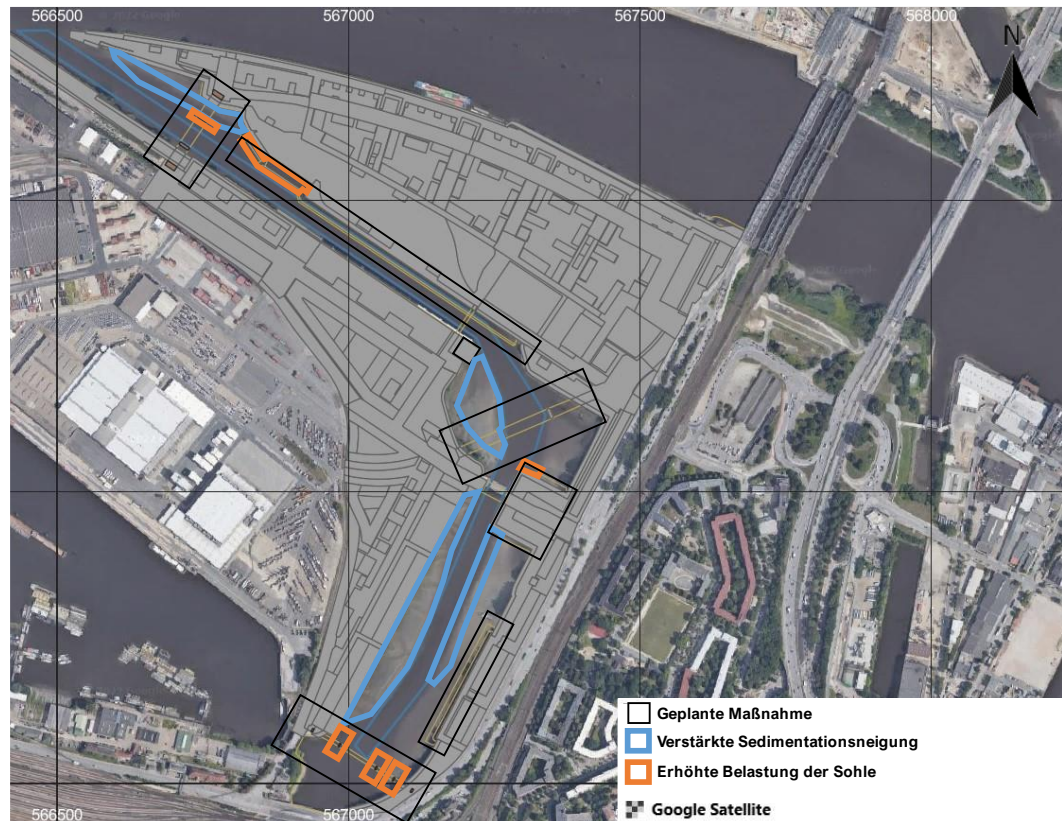 566500 567000 567500 568000
N
Geplante Maßnahme
Verstärkte Sedimentationsneigung
Erhöhte Belastung der Sohle
Google Satellite
566500 567000